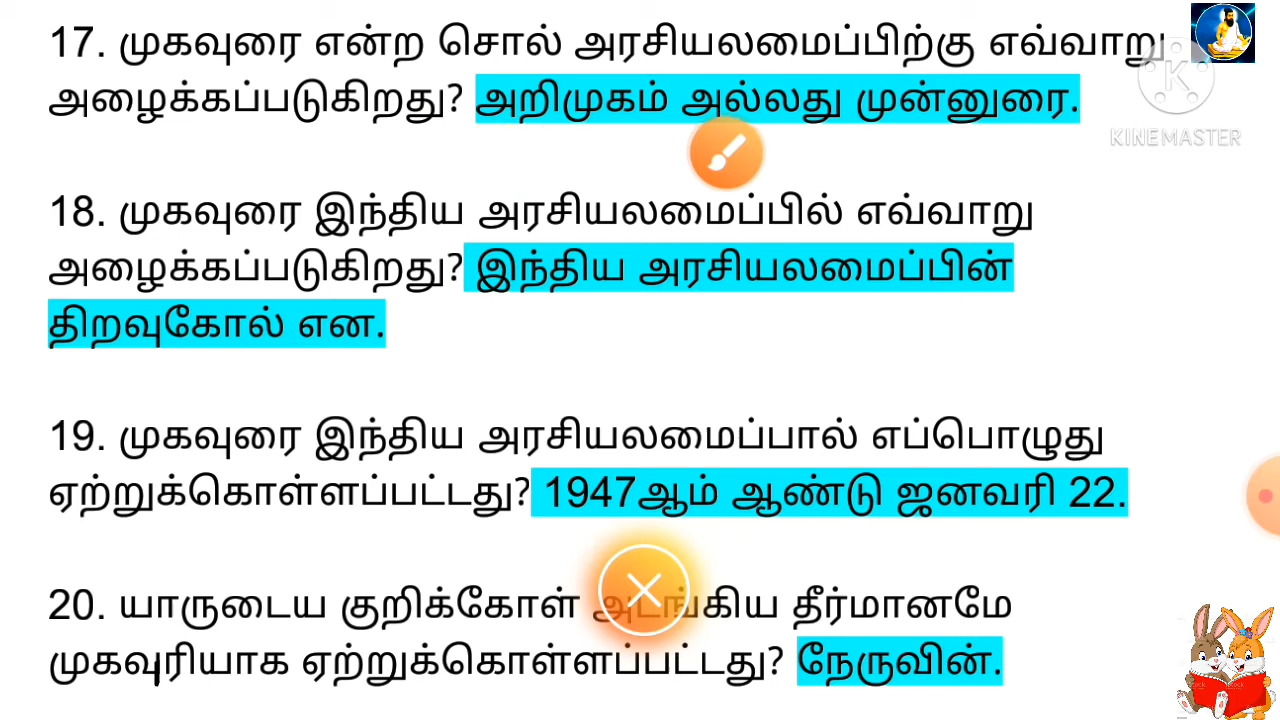 17. முகவுரை என்ற சொல் அரசியலமைப்பிற்கு எவ்வாறு
அழைக்கப்படுகிறது? அறிமுகம் அல்லது முன்னுரை.
KINEMASTER
18. முகவுரை இந்திய அரசியலமைப்பில் எவ்வாறு
அழைக்கப்படுகிறது? இந்திய அரசியலமைப்பின்
திறவுகோல் என.
19. முகவுரை இந்திய அரசியலமைப்பால் எப்பொழுது
ஏற்றுக்கொள்ளப்பட்டது? 1947ஆம் ஆண்டு ஜனவரி 22.
20. யாருடைய குறிக்கோள் அடங்கிய தீர்மானமே
முகவுரியாக ஏற்றுக்கொள்ளப்பட்டது? நேருவின்.